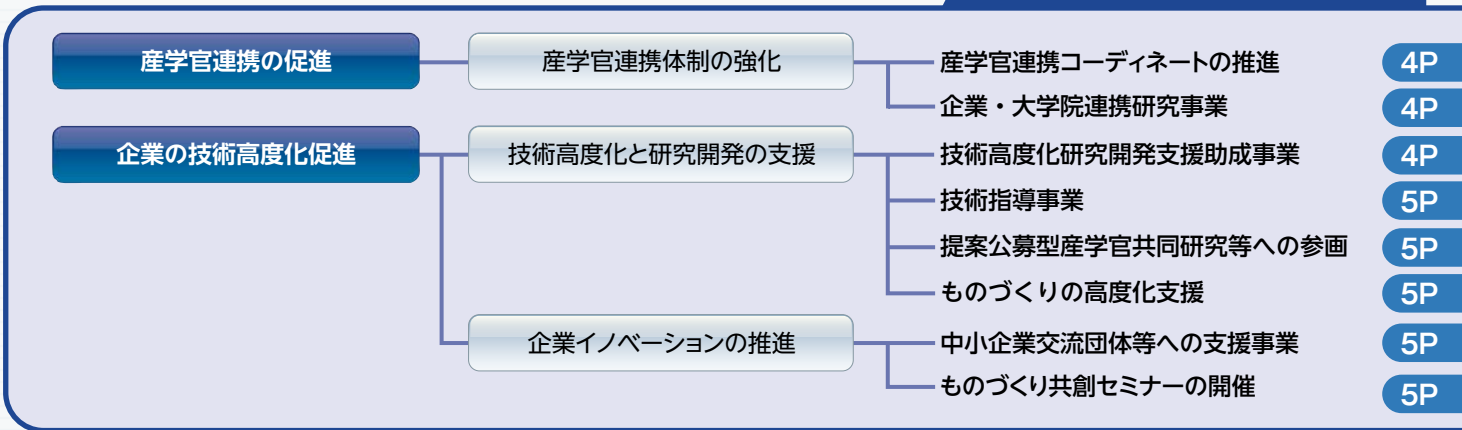 産学官連携の促進
産学官連携体制の強化
産学官連携コーディネートの推進 4P
企業・大学院連携研究事業 4P
企業の技術高度化促進
技術高度化と研究開発の支援
技術高度化研究開発支援助成事業 4P
技術指導事業 5P
提案公募型産学官共同研究等への参画 5P
ものづくりの高度化支援 5P
企業イノベーションの推進
中小企業交流団体等への支援事業 5P
ものづくり共創セミナーの開催 5P